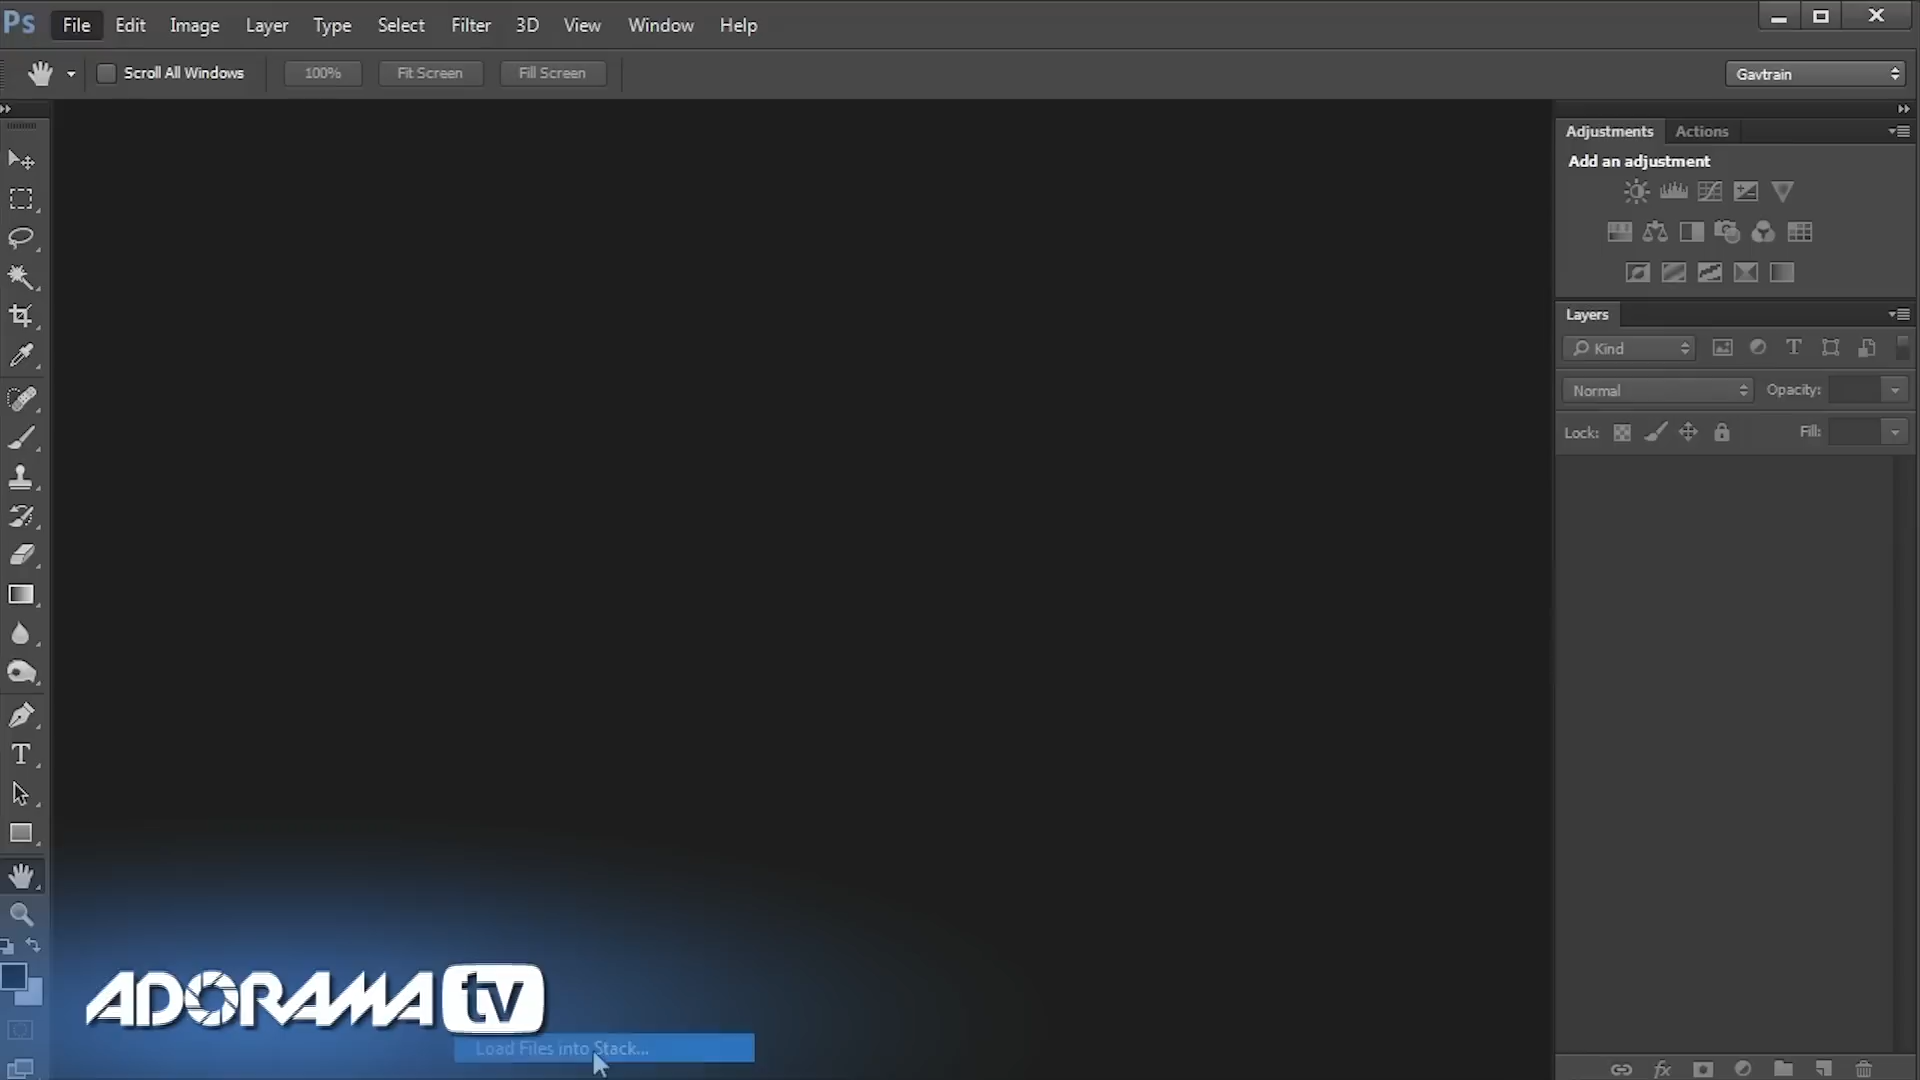 Ps File Edit Image Layer Type Select Filter 3D View Window Help
Scroll All Windows 100% Fit Screen Fill Screen Gavtrain
Adjustments Actions
Add an adjustment
Layers
Kind T
Normal Opacity:
Lock: Fill:
T
ADORAMA tv
Load Files into Stack...
fx